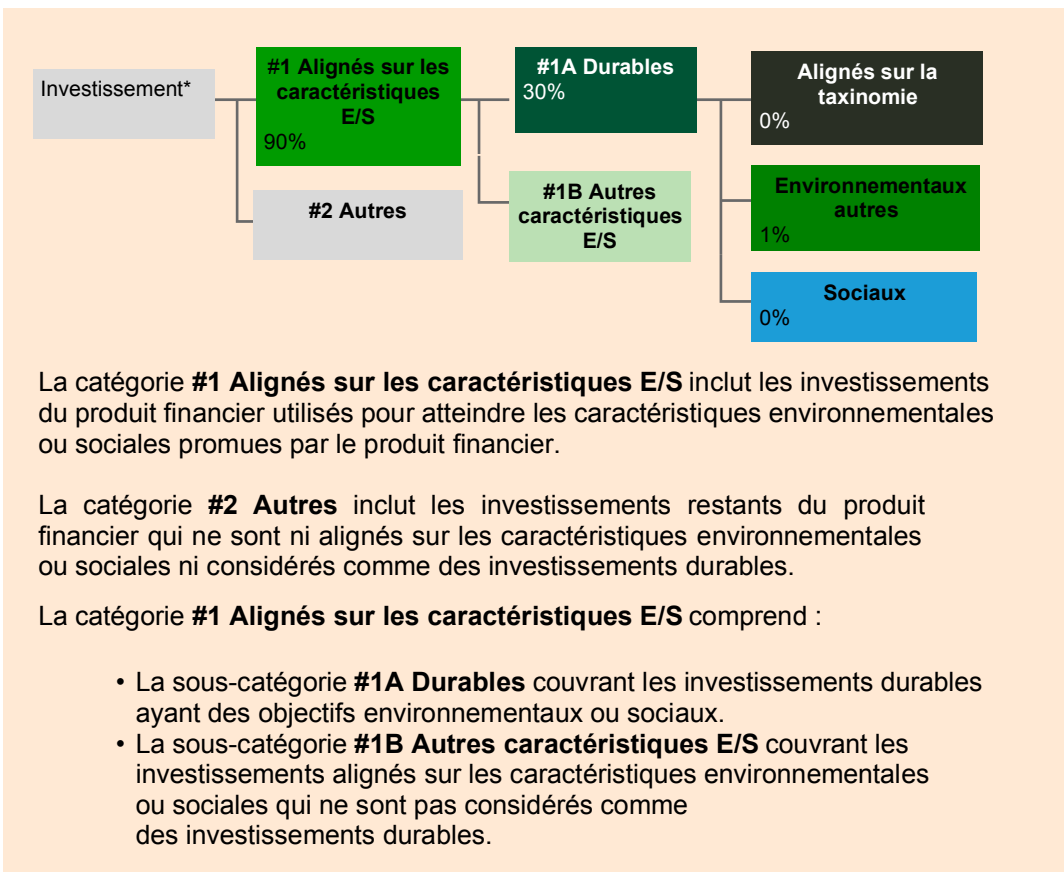 Investissement*
#1 Alignés sur les
caractéristiques
E/S
90%
#2 Autres
#1A Durables
30%
#1B Autres
caractéristiques
E/S
Alignés sur la
taxinomie
0%
Environnementaux
autres
1%
Sociaux
0%
La catégorie #1 Alignés sur les caractéristiques E/S inclut les investissements
du produit financier utilisés pour atteindre les caractéristiques environnementales
ou sociales promues par le produit financier.
La catégorie #2 Autres inclut les investissements restants du produit
financier qui ne sont ni alignés sur les caractéristiques environnementales
ou sociales ni considérés comme des investissements durables.
La catégorie #1 Alignés sur les caractéristiques E/S comprend :
• La sous-catégorie #1A Durables couvrant les investissements durables
ayant des objectifs environnementaux ou sociaux.
• La sous-catégorie #1B Autres caractéristiques E/S couvrant les
investissements alignés sur les caractéristiques environnementales
ou sociales qui ne sont pas considérés comme
des investissements durables.